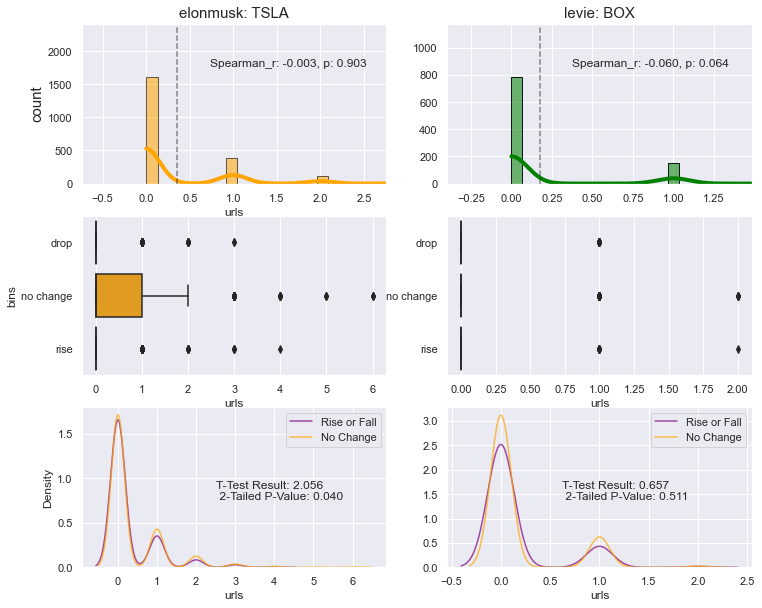 elonmusk: TSLA
levie: BOX
count
2000
1500
1000
500
0
Spearman_r: -0.003, p: 0.903
-0.5 0.0 0.5 1.0 1.5 2.0 2.5
urls
1000
800
600
400
200
0
Spearman_r: -0.060, p: 0.064
-0.25 0.00 0.25 0.50 0.75 1.00 1.25
bins
drop
no change
rise
0 1 2 3 4 5 6
urls
drop
no change
rise
0.00 0.25 0.50 0.75 1.00 1.25 1.50 1.75 2.00
urls
Density
1.5
1.0
0.5
0.0
Rise or Fall
No Change
T-Test Result: 2.056
2-Tailed P-Value: 0.040
0 1 2 3 4 5 6
urls
3.0
2.5
2.0
1.5
1.0
0.5
0.0
Rise or Fall
No Change
T-Test Result: 0.657
2-Tailed P-Value: 0.511
-0.5 0.0 0.5 1.0 1.5 2.0 2.5
urls